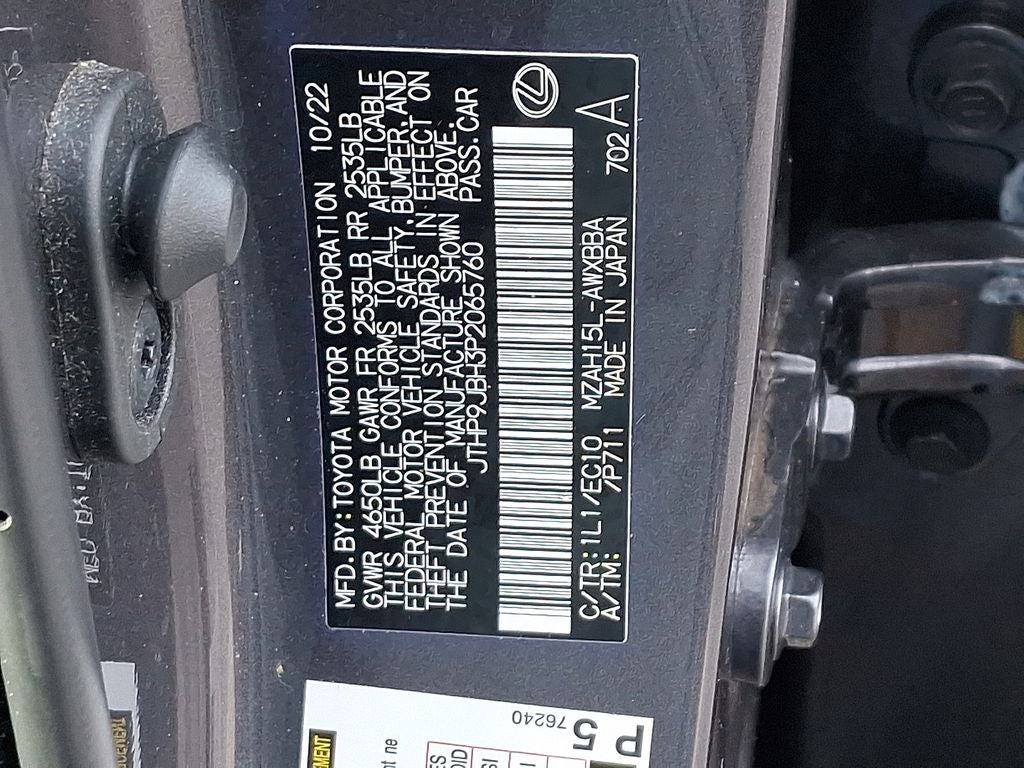 MFD.BY:TOYOTA MOTOR CORPORATION 10/22
GVWR 4650LB GAWR FR 2535LB RR 2535LB
THIS VEHICLE CONFORMS TO ALL APPLICABLE
FEDERAL MOTOR VEHICLE SAFETY,BUMPER,AND
THEFT PREVENTION STANDARDS IN EFFECT ON
THE DATE OF MANUFACTURE SHOWN ABOVE.
JTHP9JBH3P2065760 PASS.CAR
C/TR:1L1/EC10 MZAH15L-AWXBBA 702 A
A/TM: /P711 MADE IN JAPAN
76240
P 5